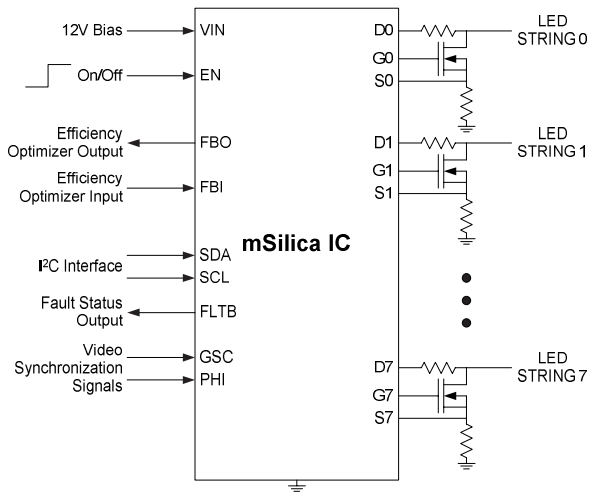 12V Bias
VIN
On/Off
EN
Efficiency
Optimizer Output
FBO
Efficiency
Optimizer Input
FBI
I²C Interface
SDA
SCL
Fault Status
Output
FLTB
Video
Synchronization
Signals
GSC
PHI
mSilica IC
D0
G0
S0
LED
STRING 0
D1
G1
S1
LED
STRING 1
D7
G7
S7
LED
STRING 7